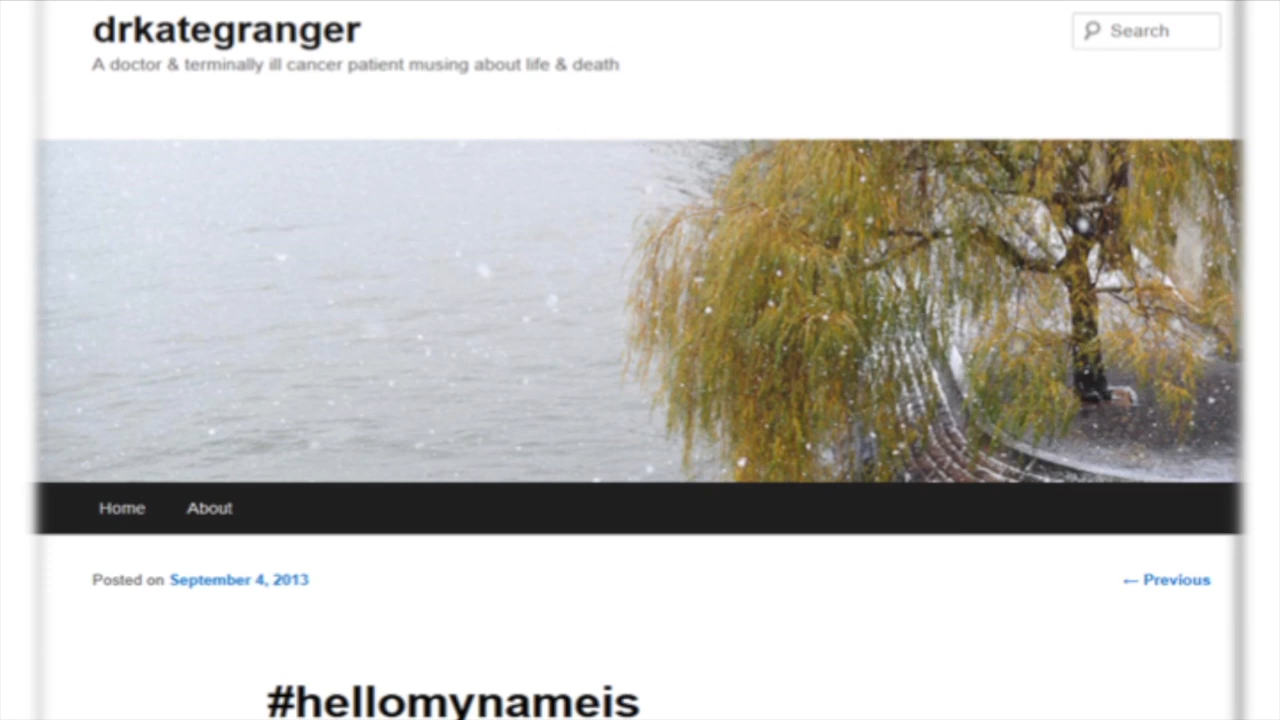 drkategranger
Search
A doctor & terminally ill cancer patient musing about life & death
Home About
Posted on September 4, 2013
← Previous
#hellomynameis